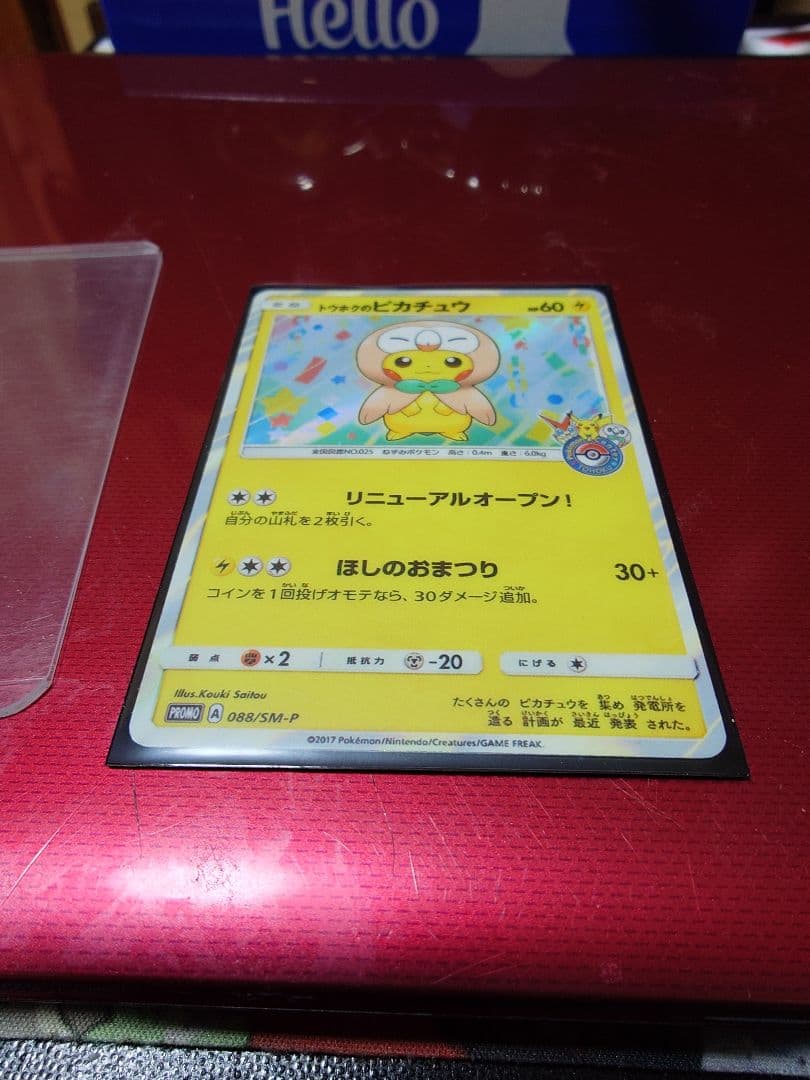 Hello
たね トウホクのピカチュウ HP60
全国図鑑NO.025 ねずみポケモン 高さ:0.4m 重さ:6.0kg
TOHOKU
リニューアルオープン!
自分の山札を2枚引く。
ほしのおまつり 30+
コインを1回投げオモテなら、30ダメージ追加。
弱点 ×2 抵抗力 -20 にげる
Illus.Kouki Saitou
PROMO A 088/SM-P
たくさんの ピカチュウを 集め 発電所を
造る 計画が 最近 発表 された。
©2017 Pokémon/Nintendo/Creatures/GAME FREAK.